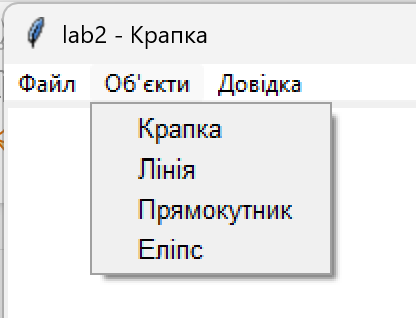 lab2 - Крапка
Файл Об'єкти Довідка
Крапка
Лінія
Прямокутник
Еліпс